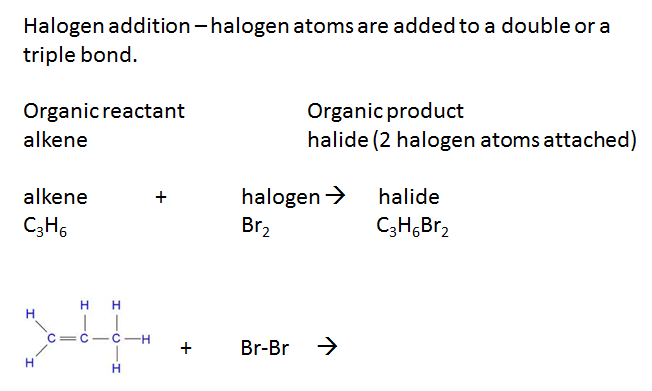 Halogen addition – halogen atoms are added to a double or a
triple bond.
Organic reactant Organic product
alkene halide (2 halogen atoms attached)
alkene + halogen → halide
C₃H₆ Br₂ C₃H₆Br₂
H H H
C=C—C—H + Br-Br →
H H